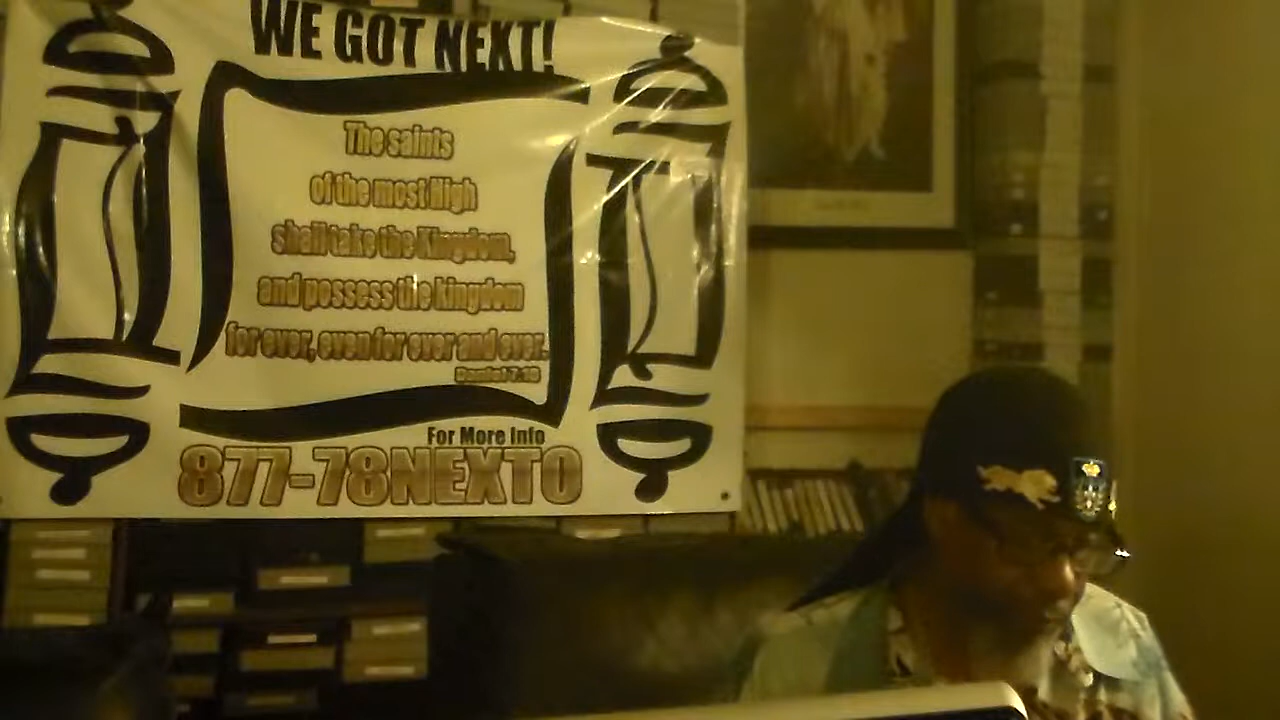 WE GOT NEXT!
The saints
of the most High
shall take the Kingdom,
and possess the kingdom
for ever, even for ever and ever.
Daniel 7:18
For More Info
877-78NEXTO